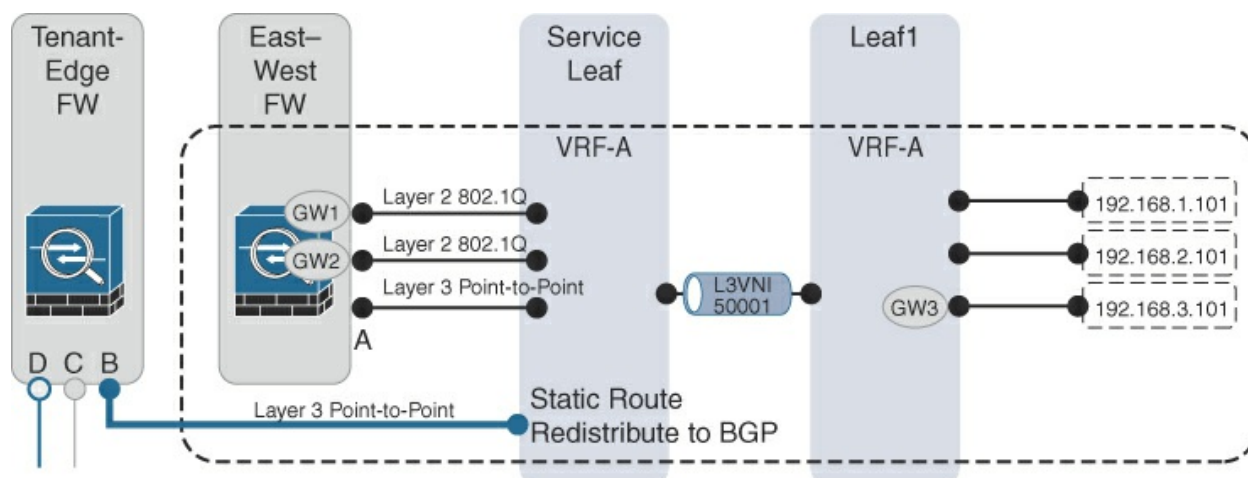 Tenant-
Edge
FW
East–
West
FW
Service
Leaf
Leaf1
VRF-A
VRF-A
GW1
Layer 2 802.1Q
192.168.1.101
GW2
Layer 2 802.1Q
192.168.2.101
Layer 3 Point-to-Point
A
L3VNI
50001
GW3
192.168.3.101
D C B
Layer 3 Point-to-Point
Static Route
Redistribute to BGP